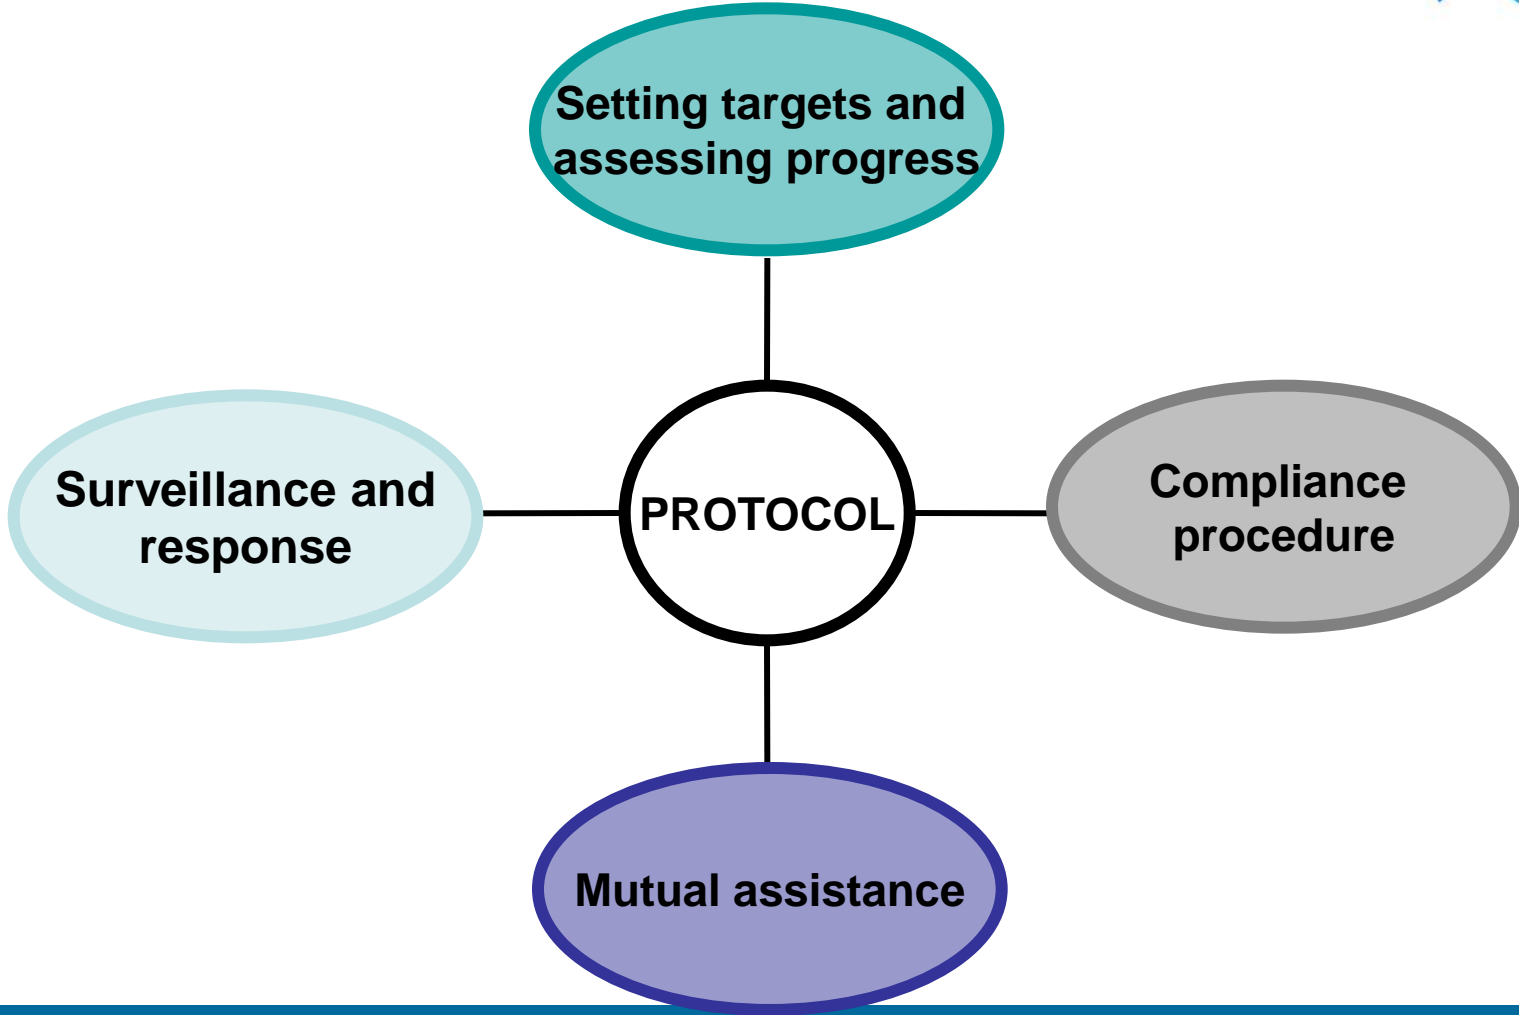 Setting targets and
assessing progress
Surveillance and
response
PROTOCOL
Compliance
procedure
Mutual assistance